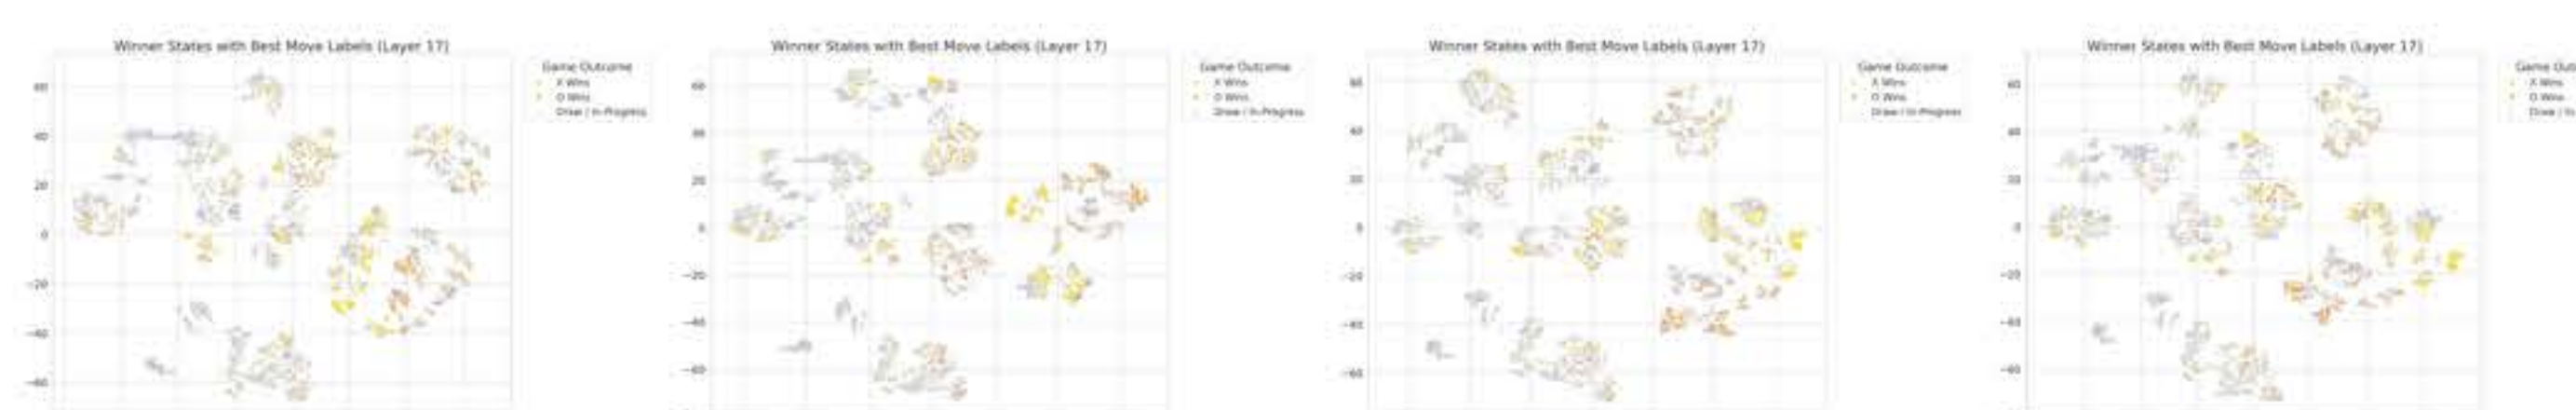 Winner States with Best Move Labels (Layer 17)
Game Outcome
X Wins
O Wins
Draw / In-Progress
60
40
20
0
−20
−40
−60
Winner States with Best Move Labels (Layer 17)
Game Outcome
X Wins
O Wins
Draw / In-Progress
60
40
20
0
−20
−40
−60
Winner States with Best Move Labels (Layer 17)
Game Outcome
X Wins
O Wins
Draw / In-Progress
60
40
20
0
−20
−40
−60
Winner States with Best Move Labels (Layer 17)
Game Out
X Wins
O Wins
Draw / In
60
40
20
0
−20
−40
−60